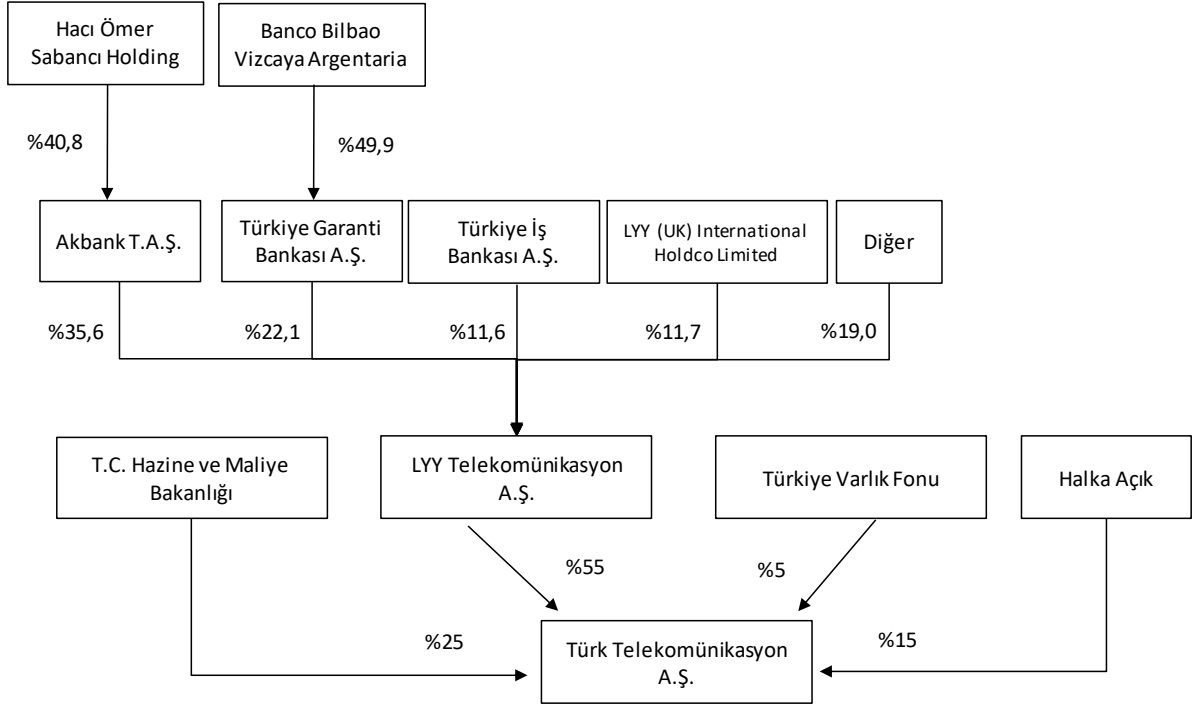 Hacı Ömer
Sabancı Holding
Banco Bilbao
Vizcaya Argentaria
%40,8
%49,9
Akbank T.A.Ş.
Türkiye Garanti
Bankası A.Ş.
Türkiye İş
Bankası A.Ş.
LYY (UK) International
Holdco Limited
Diğer
%35,6
%22,1
%11,6
%11,7
%19,0
T.C. Hazine ve Maliye
Bakanlığı
LYY Telekomünikasyon
A.Ş.
Türkiye Varlık Fonu
Halka Açık
%55
%5
%25
%15
Türk Telekomünikasyon
A.Ş.